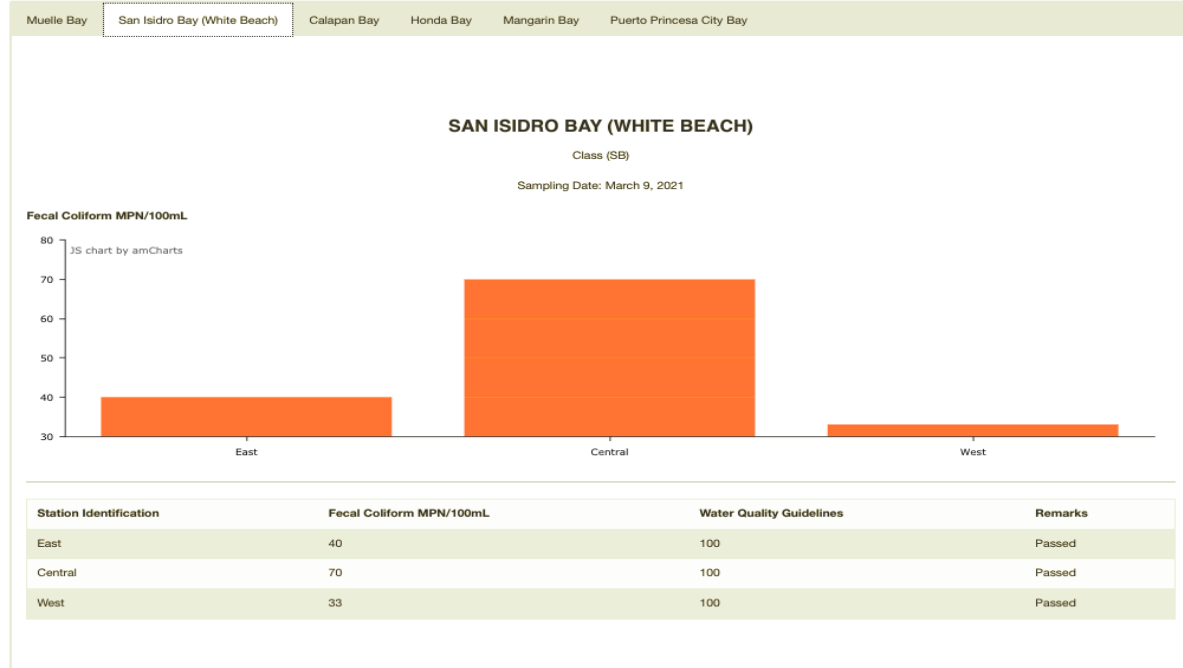 Muelle Bay San Isidro Bay (White Beach) Calapan Bay Honda Bay Mangarin Bay Puerto Princesa City Bay
SAN ISIDRO BAY (WHITE BEACH)
Class (SB)
Sampling Date: March 9, 2021
Fecal Coliform MPN/100mL
JS chart by amCharts
80
70
60
50
40
30
East Central West
Station Identification Fecal Coliform MPN/100mL Water Quality Guidelines Remarks
East 40 100 Passed
Central 70 100 Passed
West 33 100 Passed